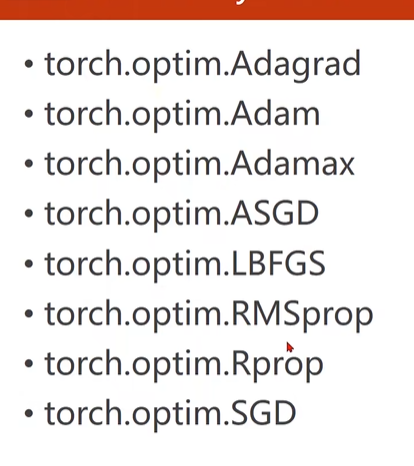 • torch.optim.Adagrad
• torch.optim.Adam
• torch.optim.Adamax
• torch.optim.ASGD
• torch.optim.LBFGS
• torch.optim.RMSprop
• torch.optim.Rprop
• torch.optim.SGD